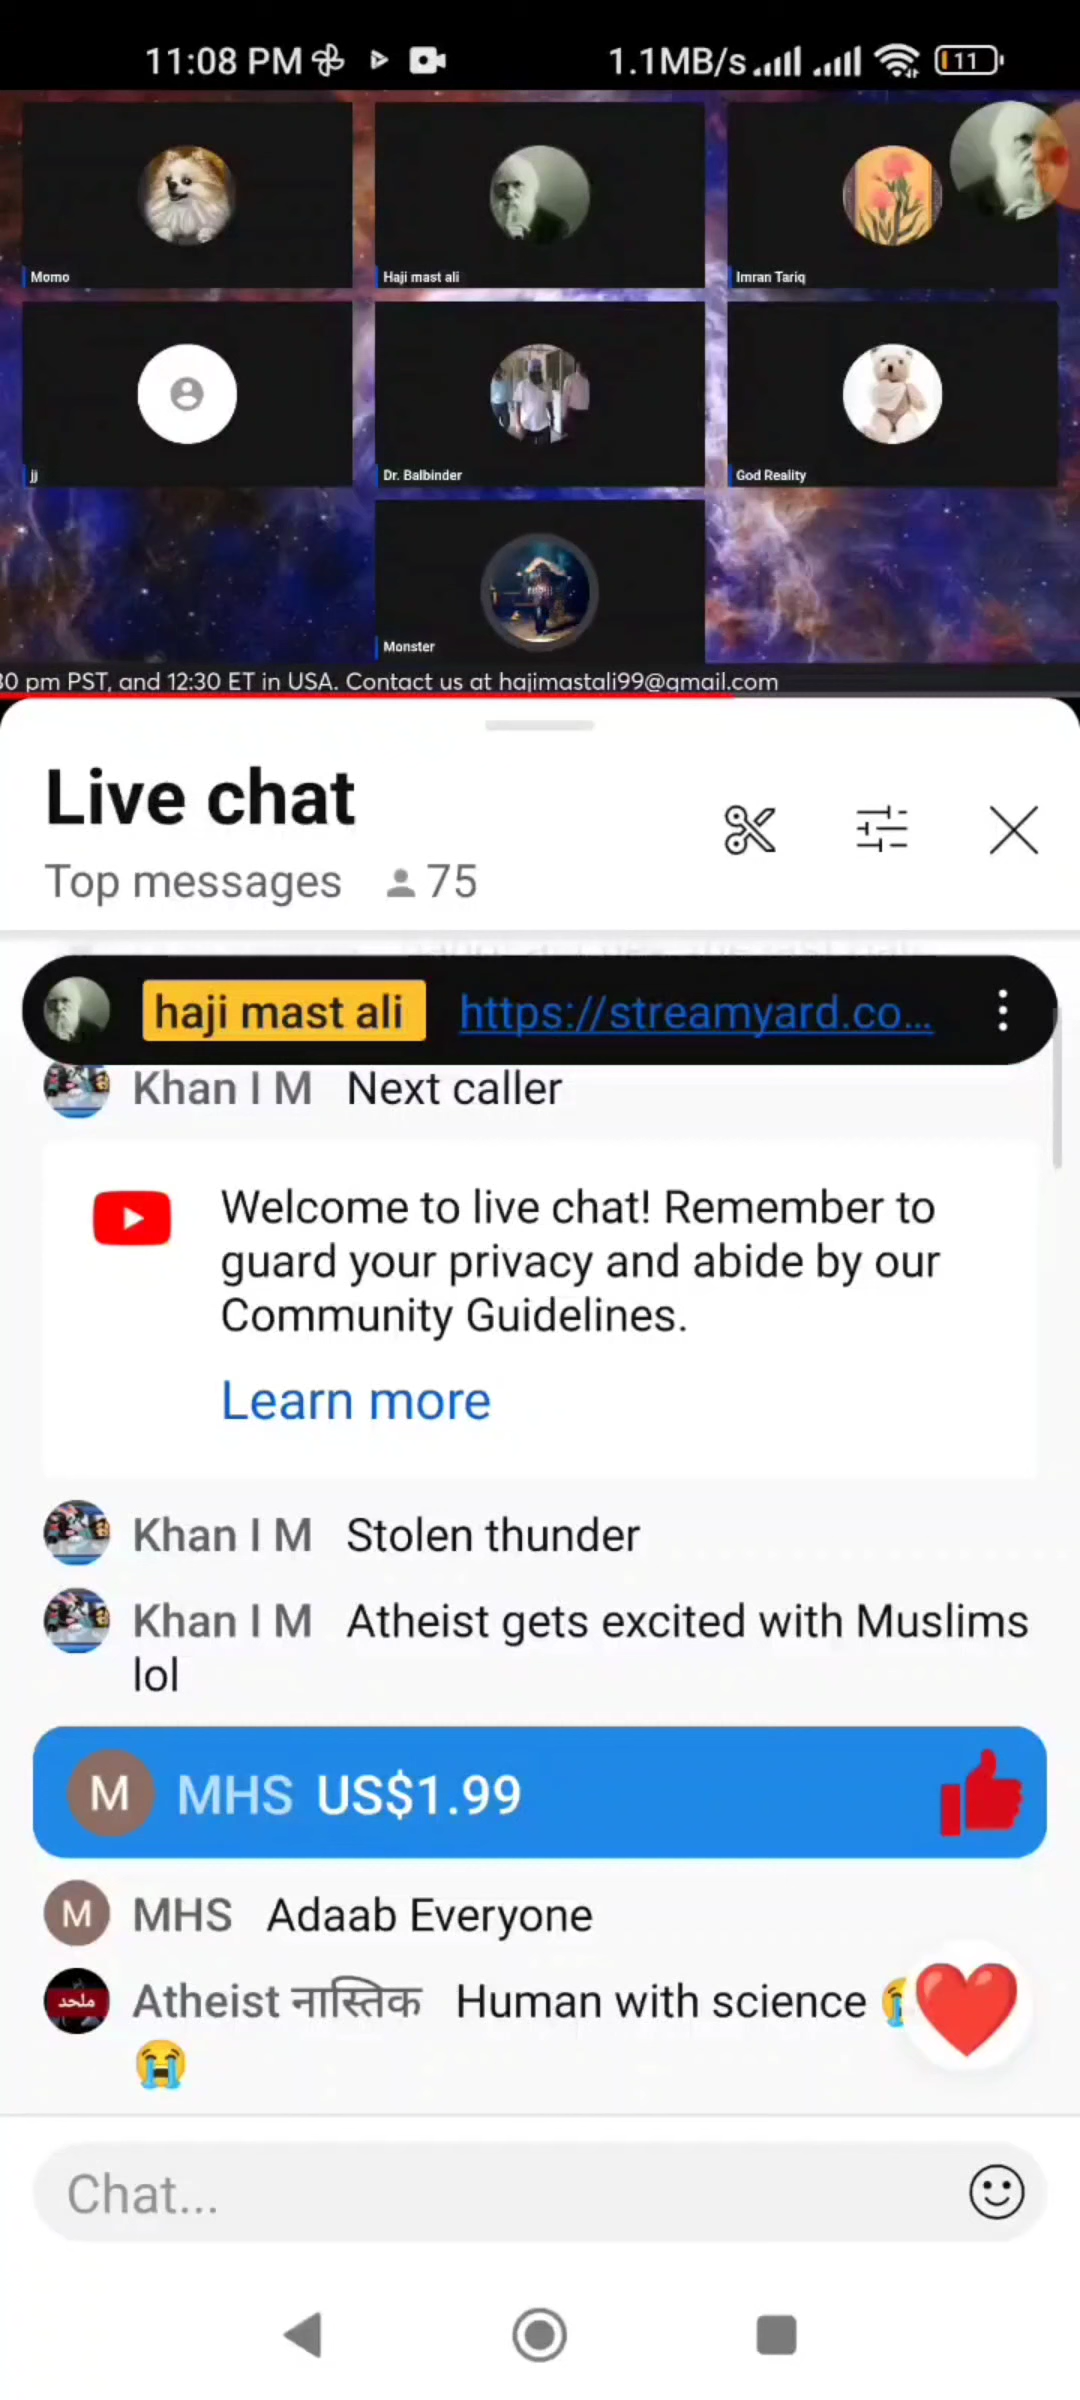 11:08 PM
1.1MB/s
11
Momo
Haji mast ali
Imran Tariq
jj
Dr. Balbinder
God Reality
Monster
30 pm PST, and 12:30 ET in USA. Contact us at hajimastali99@gmail.com
Live chat
Top messages 75
haji mast ali https://streamyard.co...
Khan I M Next caller
Welcome to live chat! Remember to
guard your privacy and abide by our
Community Guidelines.
Learn more
Khan I M Stolen thunder
Khan I M Atheist gets excited with Muslims
lol
M MHS US$1.99
M MHS Adaab Everyone
ملحد Atheist नास्तिक Human with science 😭
😭
Chat...